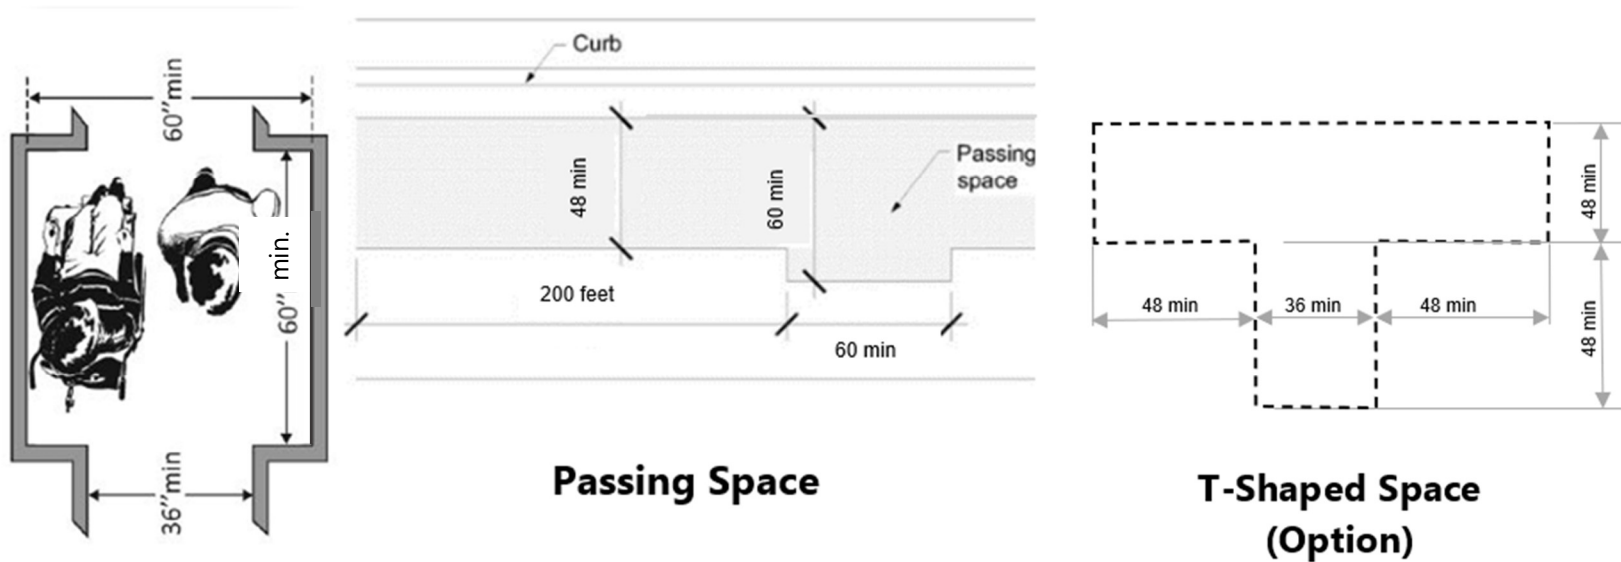 60”min
60” min.
36”min
Curb
48 min
60 min
Passing
space
200 feet
60 min
Passing Space
48 min
48 min
36 min
48 min
48 min
T-Shaped Space
(Option)